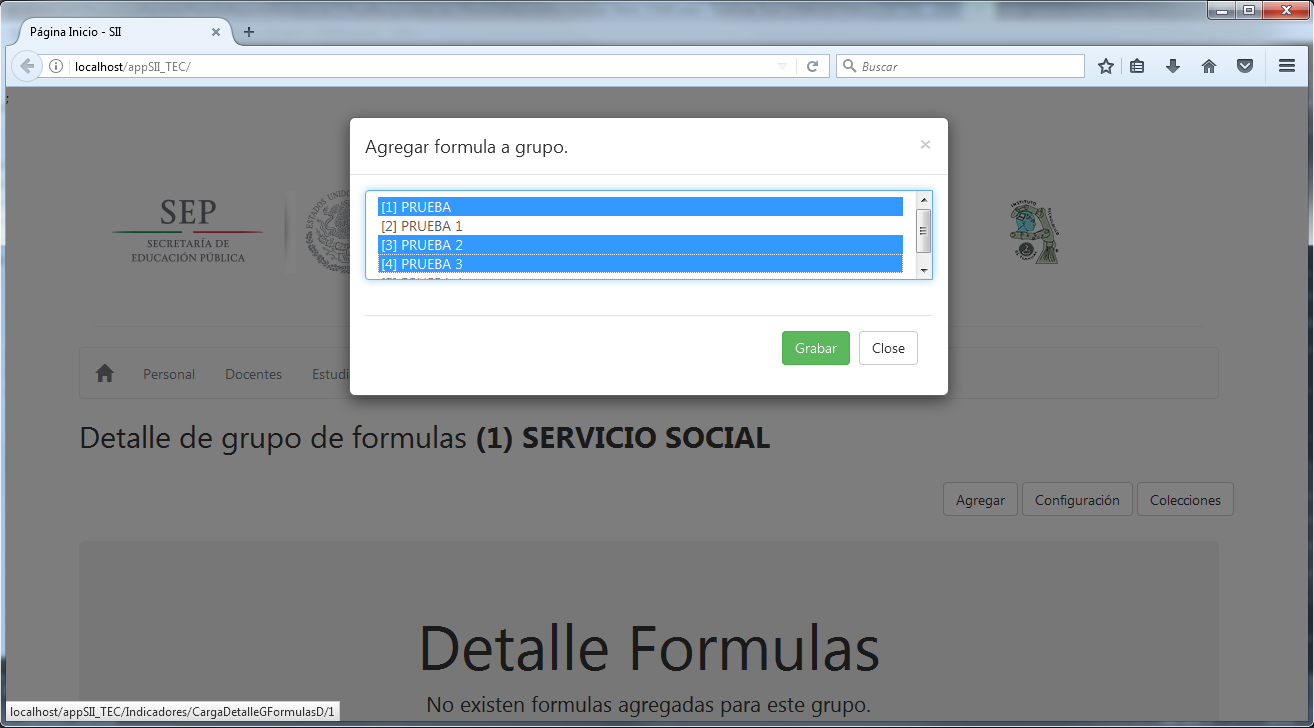 Página Inicio - SII
localhost/appSII_TEC/
Buscar
Agregar formula a grupo.
[1] PRUEBA
[2] PRUEBA 1
[3] PRUEBA 2
[4] PRUEBA 3
Grabar
Close
SEP
SECRETARÍA DE
EDUCACIÓN PÚBLICA
ESTADOS UNIDO
Personal
Docentes
Estudi
Detalle de grupo de formulas (1) SERVICIO SOCIAL
Agregar
Configuración
Colecciones
Detalle Formulas
No existen formulas agregadas para este grupo.
localhost/appSII_TEC/Indicadores/CargaDetalleGFormulasD/1